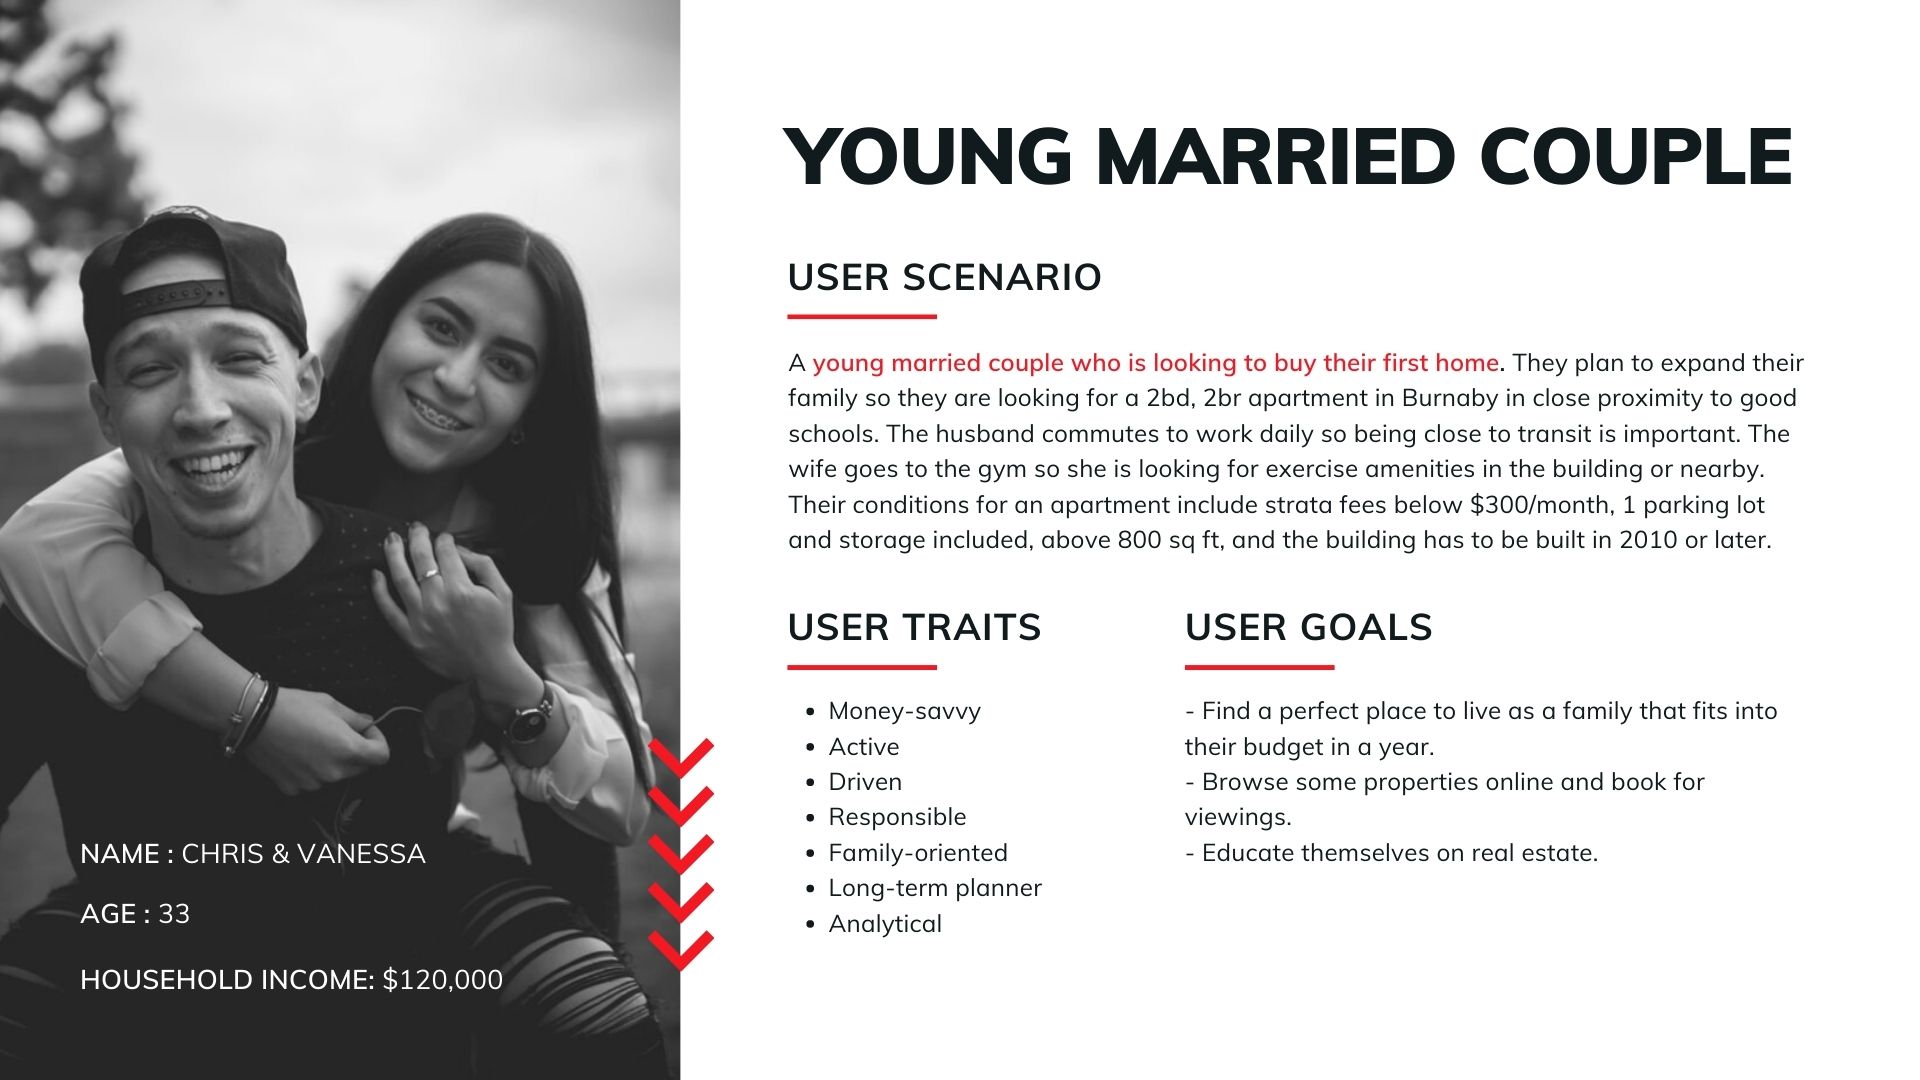 YOUNG MARRIED COUPLE
USER SCENARIO
A young married couple who is looking to buy their first home. They plan to expand their
family so they are looking for a 2bd, 2br apartment in Burnaby in close proximity to good
schools. The husband commutes to work daily so being close to transit is important. The
wife goes to the gym so she is looking for exercise amenities in the building or nearby.
Their conditions for an apartment include strata fees below $300/month, 1 parking lot
and storage included, above 800 sq ft, and the building has to be built in 2010 or later.
USER TRAITS
Money-savvy
Active
Driven
Responsible
Family-oriented
Long-term planner
Analytical
USER GOALS
- Find a perfect place to live as a family that fits into
their budget in a year.
- Browse some properties online and book for
viewings.
- Educate themselves on real estate.
NAME : CHRIS & VANESSA
AGE : 33
HOUSEHOLD INCOME: $120,000